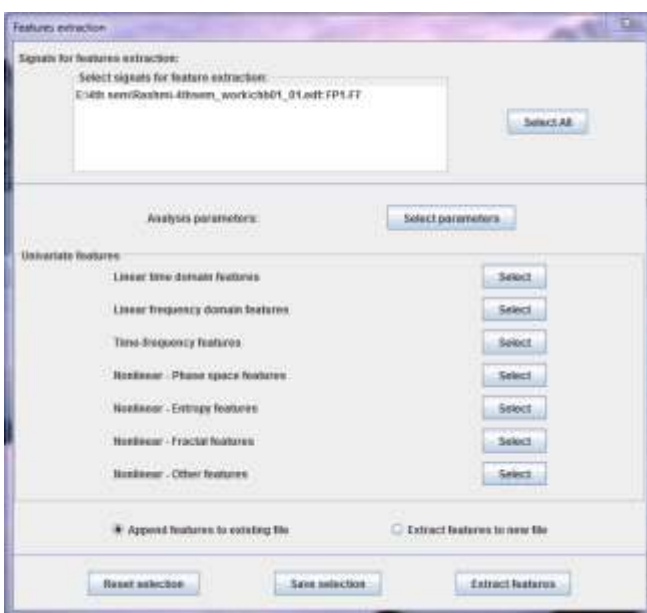 Features extraction
Signals for features extraction:
Select signals for feature extraction:
E:\4th sem\Rashmi-4thsem_work\chb01_01.edf: FP1-F7
Select All
Analysis parameters:
Select parameters
Univariate features
Linear time domain features
Select
Linear frequency domain features
Select
Time-frequency features
Select
Nonlinear - Phase space features
Select
Nonlinear - Entropy features
Select
Nonlinear - Fractal features
Select
Nonlinear - Other features
Select
Append features to existing file
Extract features to new file
Reset selection
Save selection
Extract features